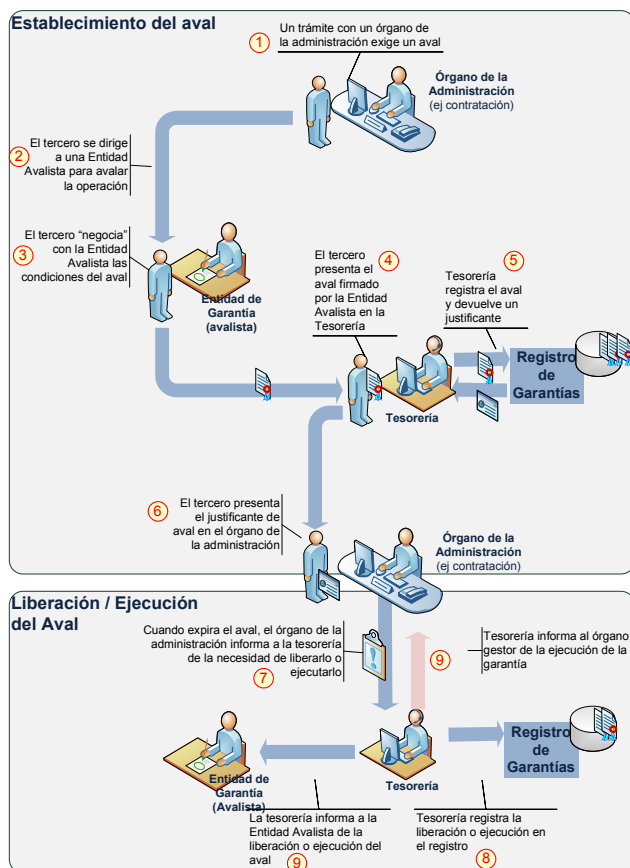 Establecimiento del aval
1
Un trámite con un órgano de
la administración exige un aval
Órgano de la
Administración
(ej contratación)
2
El tercero se dirige
a una Entidad
Avalista para avalar
la operación
3
El tercero “negocia”
con la Entidad
Avalista las
condiciones del aval
Entidad de
Garantía
(avalista)
4
El tercero
presenta el
aval firmado
por la Entidad
Avalista en la
Tesorería
5
Tesorería
registra el aval
y devuelve un
justificante
Registro
de
Garantías
Tesorería
6
El tercero presenta
el justificante de
aval en el órgano de
la administración
Órgano de la
Administración
(ej contratación)
Liberación / Ejecución
del Aval
Cuando expira el aval, el órgano de la
administración informa a la tesorería
de la necesidad de liberarlo o
ejecutarlo
7
9
Tesorería informa al órgano
gestor de la ejecución de la
garantía
Entidad de
Garantía
(Avalista)
Tesorería
Registro
de
Garantías
La tesorería informa a la
Entidad Avalista de la
liberación o ejecución del
aval
9
Tesorería registra la
liberación o ejecución en
el registro
8